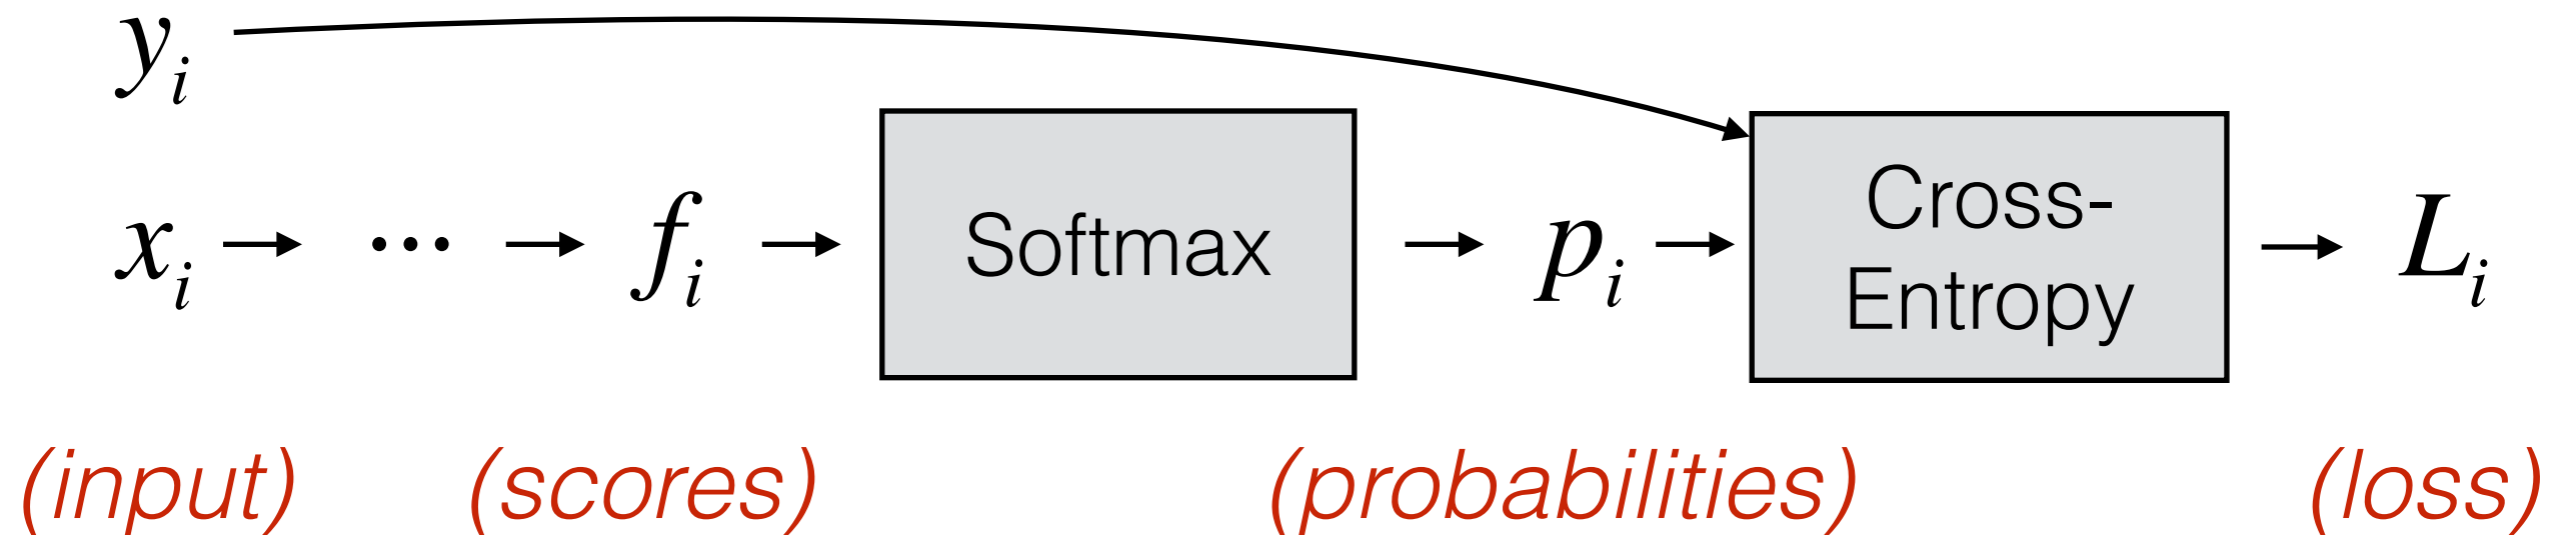 y_i
x_i → ⋯ → f_i → Softmax → p_i → Cross-Entropy → L_i
(input) (scores) (probabilities) (loss)